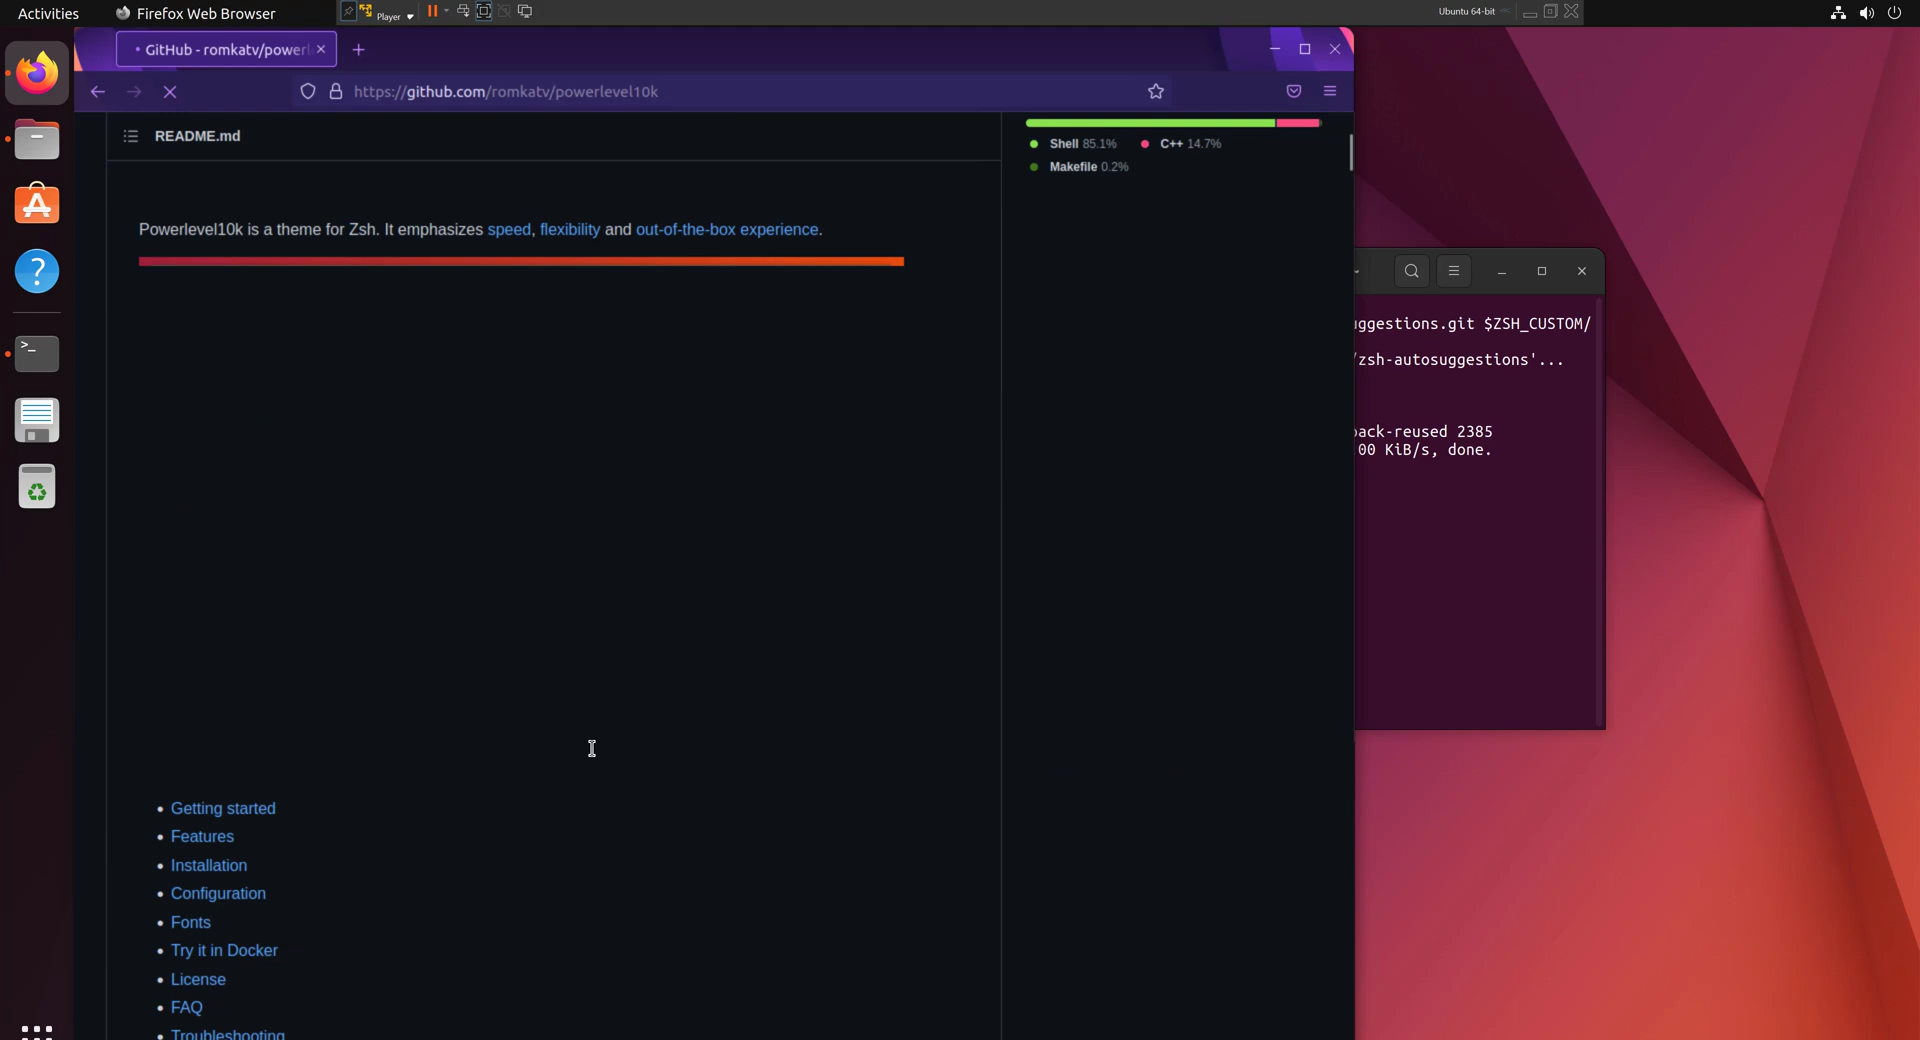 Activities
Firefox Web Browser
Player
Ubuntu 64-bit
GitHub - romkatv/powerl
https://github.com/romkatv/powerlevel10k
README.md
Shell 85.1%
C++ 14.7%
Makefile 0.2%
Powerlevel10k is a theme for Zsh. It emphasizes speed, flexibility and out-of-the-box experience.
Getting started
Features
Installation
Configuration
Fonts
Try it in Docker
License
FAQ
Troubleshooting
ggestions.git $ZSH_CUSTOM/
/zsh-autosuggestions'...
ack-reused 2385
00 KiB/s, done.